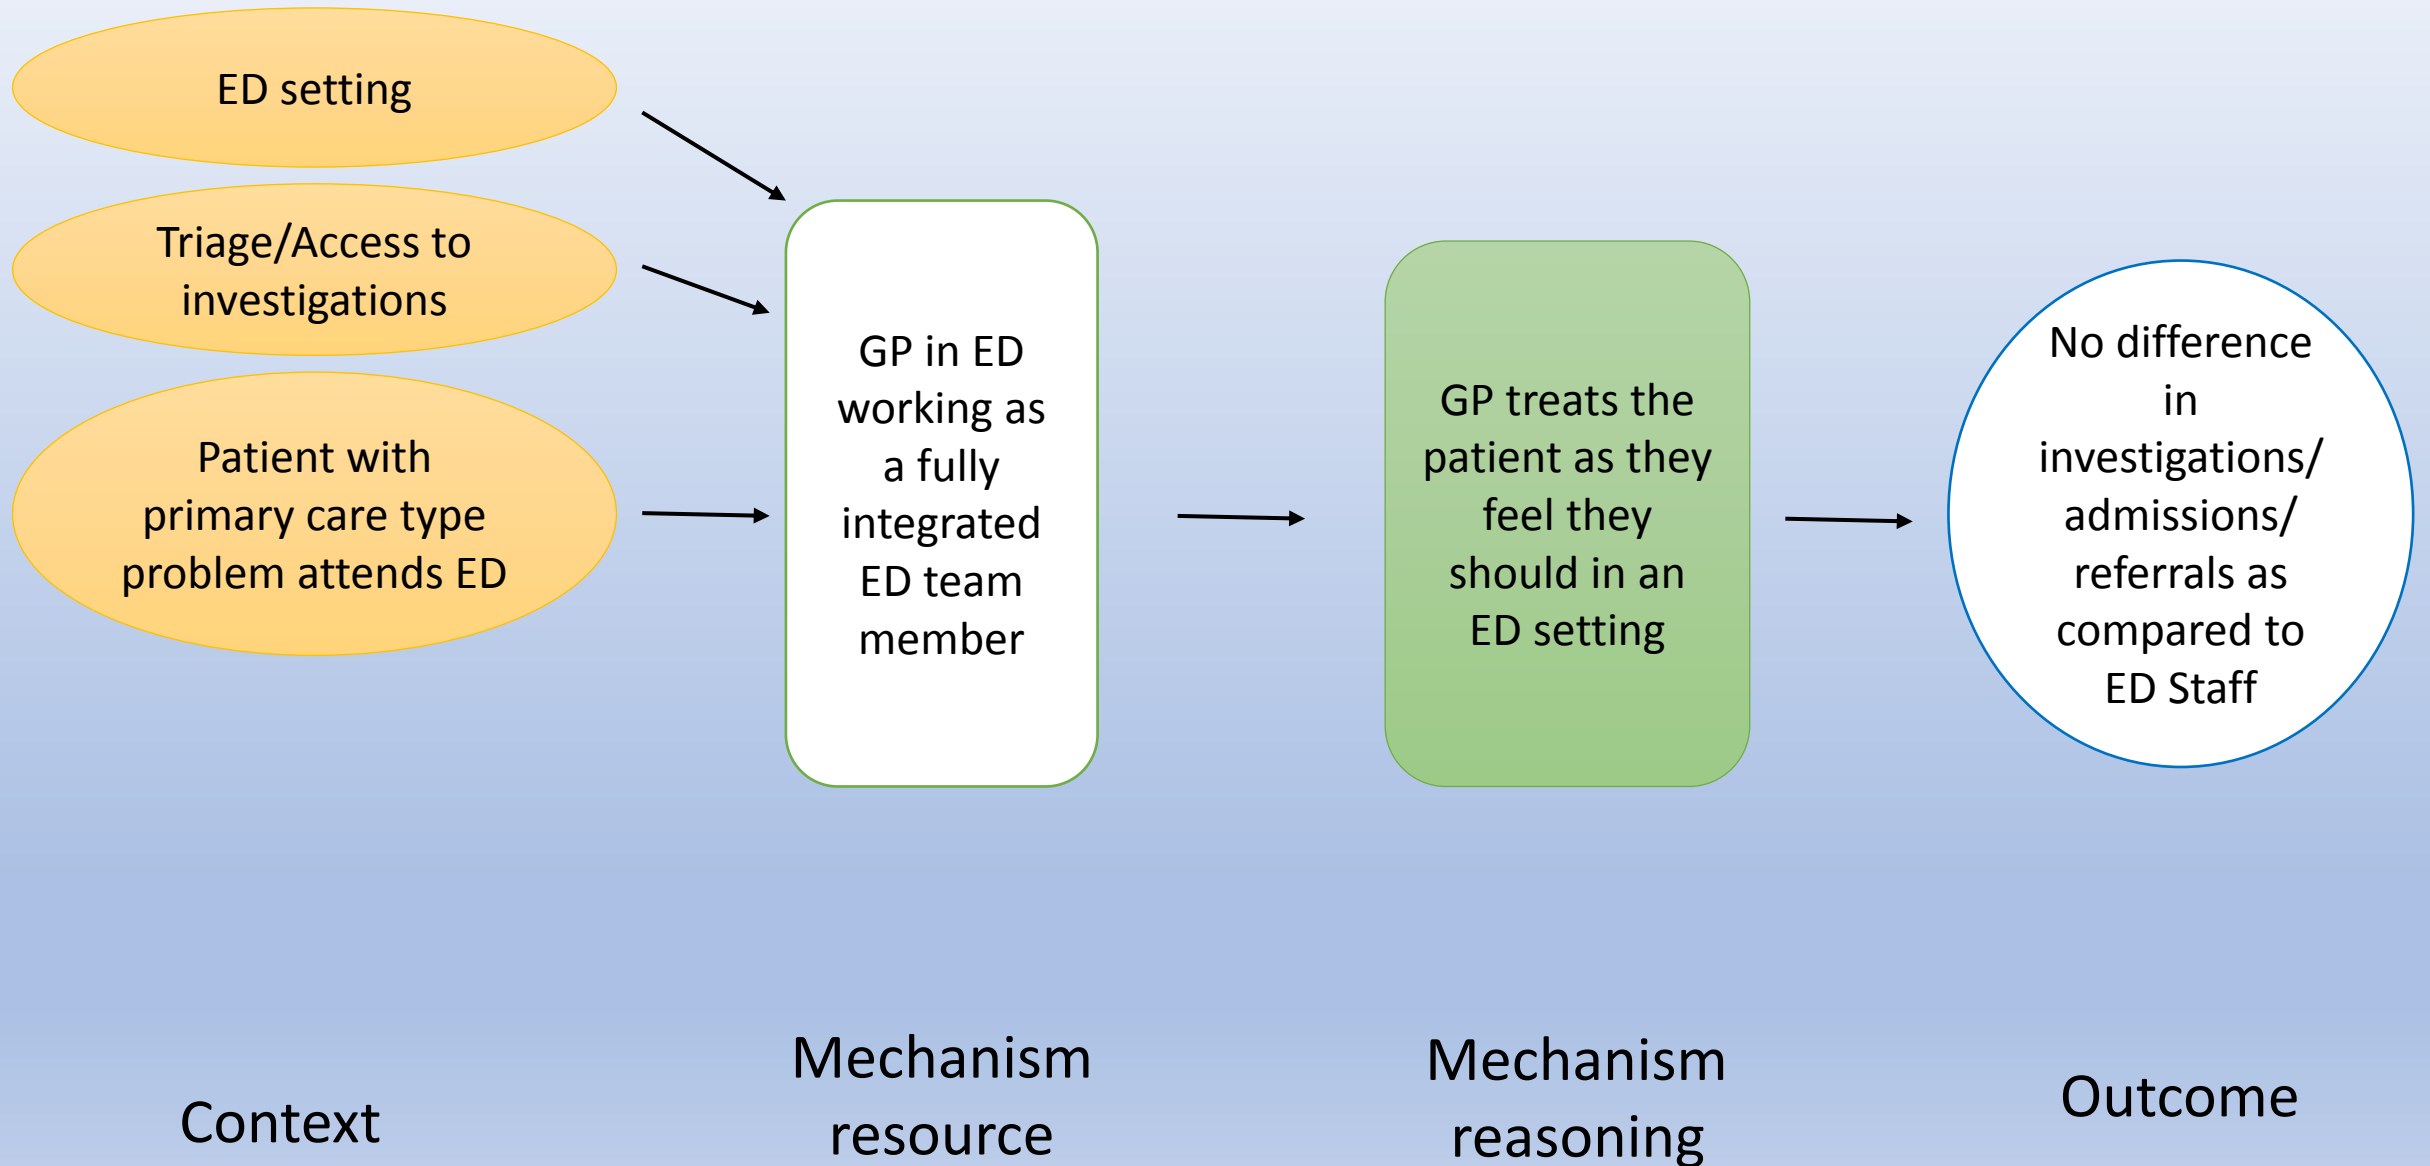 ED setting
Triage/Access to
investigations
Patient with
primary care type
problem attends ED
GP in ED
working as
a fully
integrated
ED team
member
GP treats the
patient as they
feel they
should in an
ED setting
No difference
in
investigations/
admissions/
referrals as
compared to
ED Staff
Context
Mechanism
resource
Mechanism
reasoning
Outcome